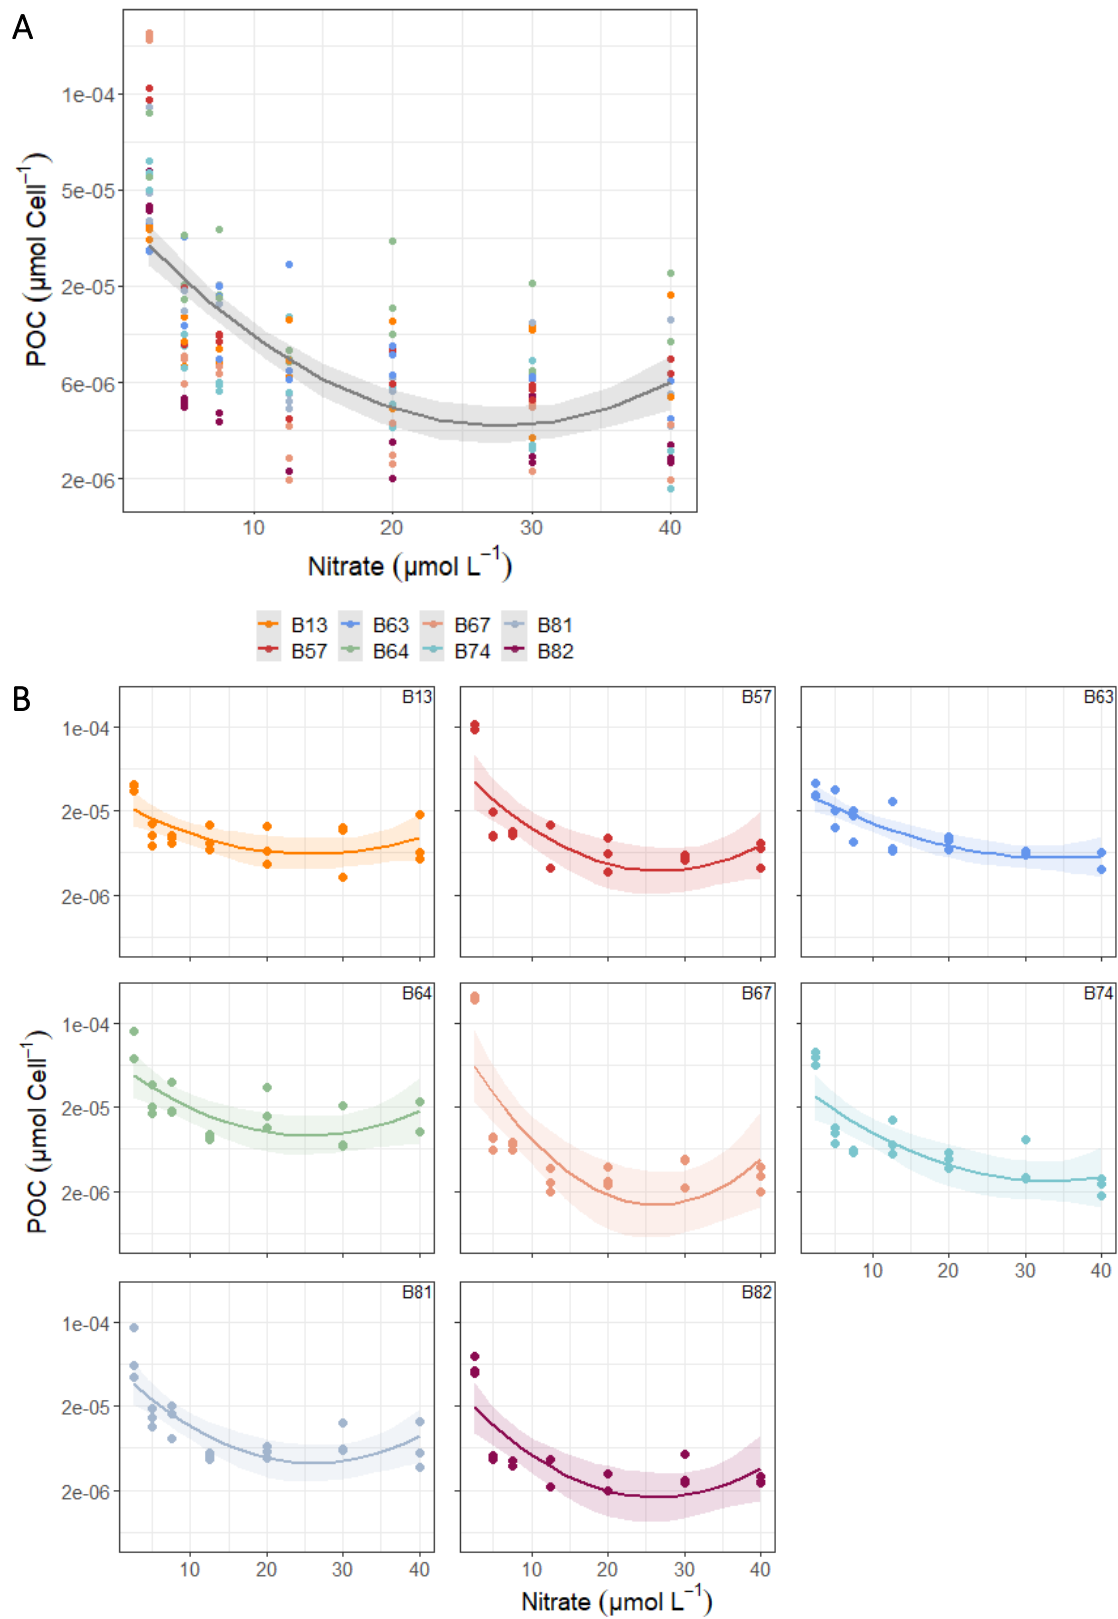 A
1e-04
5e-05
2e-05
6e-06
2e-06
POC (μmol Cell⁻¹)
10 20 30 40
Nitrate (μmol L⁻¹)
B13 B63 B67 B81
B57 B64 B74 B82
B
B13 B57 B63
1e-04
2e-05
2e-06
B64 B67 B74
1e-04
2e-05
2e-06
POC (μmol Cell⁻¹)
10 20 30 40
B81 B82
1e-04
2e-05
2e-06
10 20 30 40 10 20 30 40
Nitrate (μmol L⁻¹)